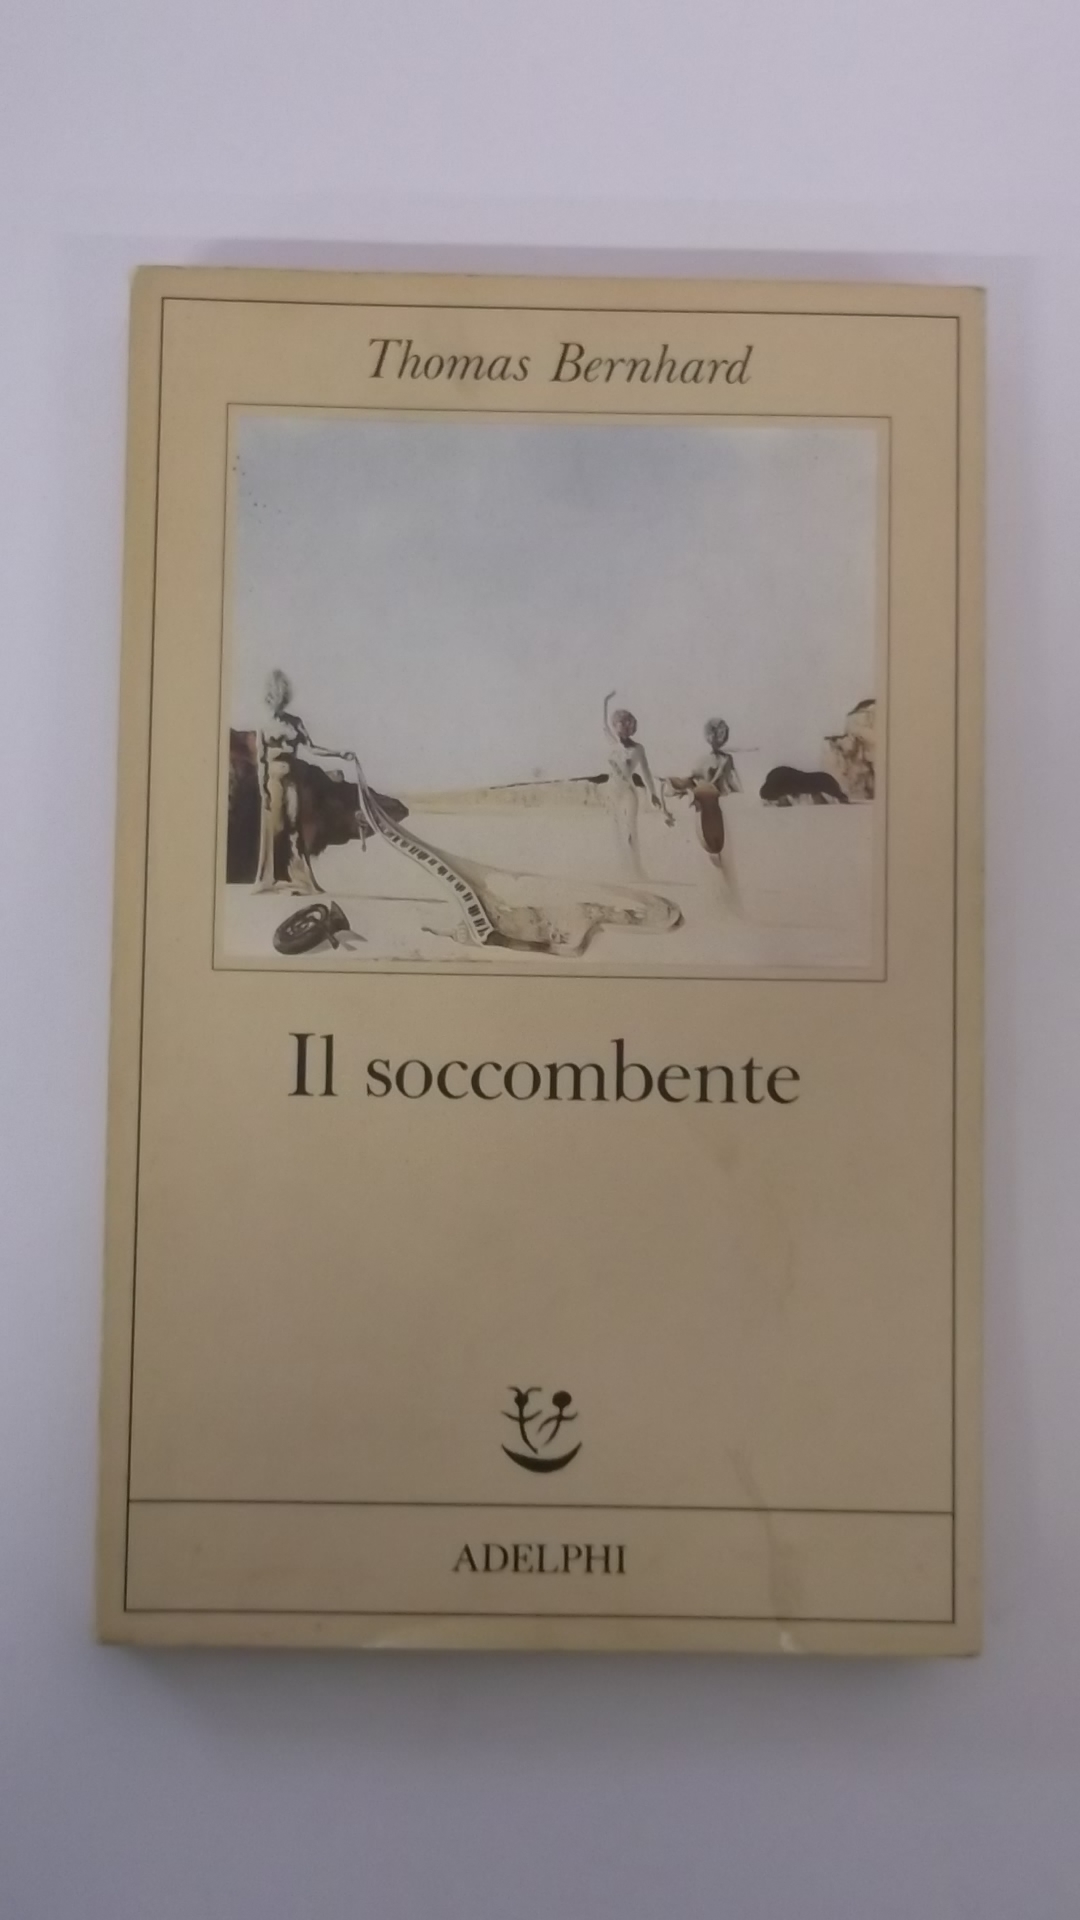 Thomas Bernhard
Il soccombente
ADELPHI